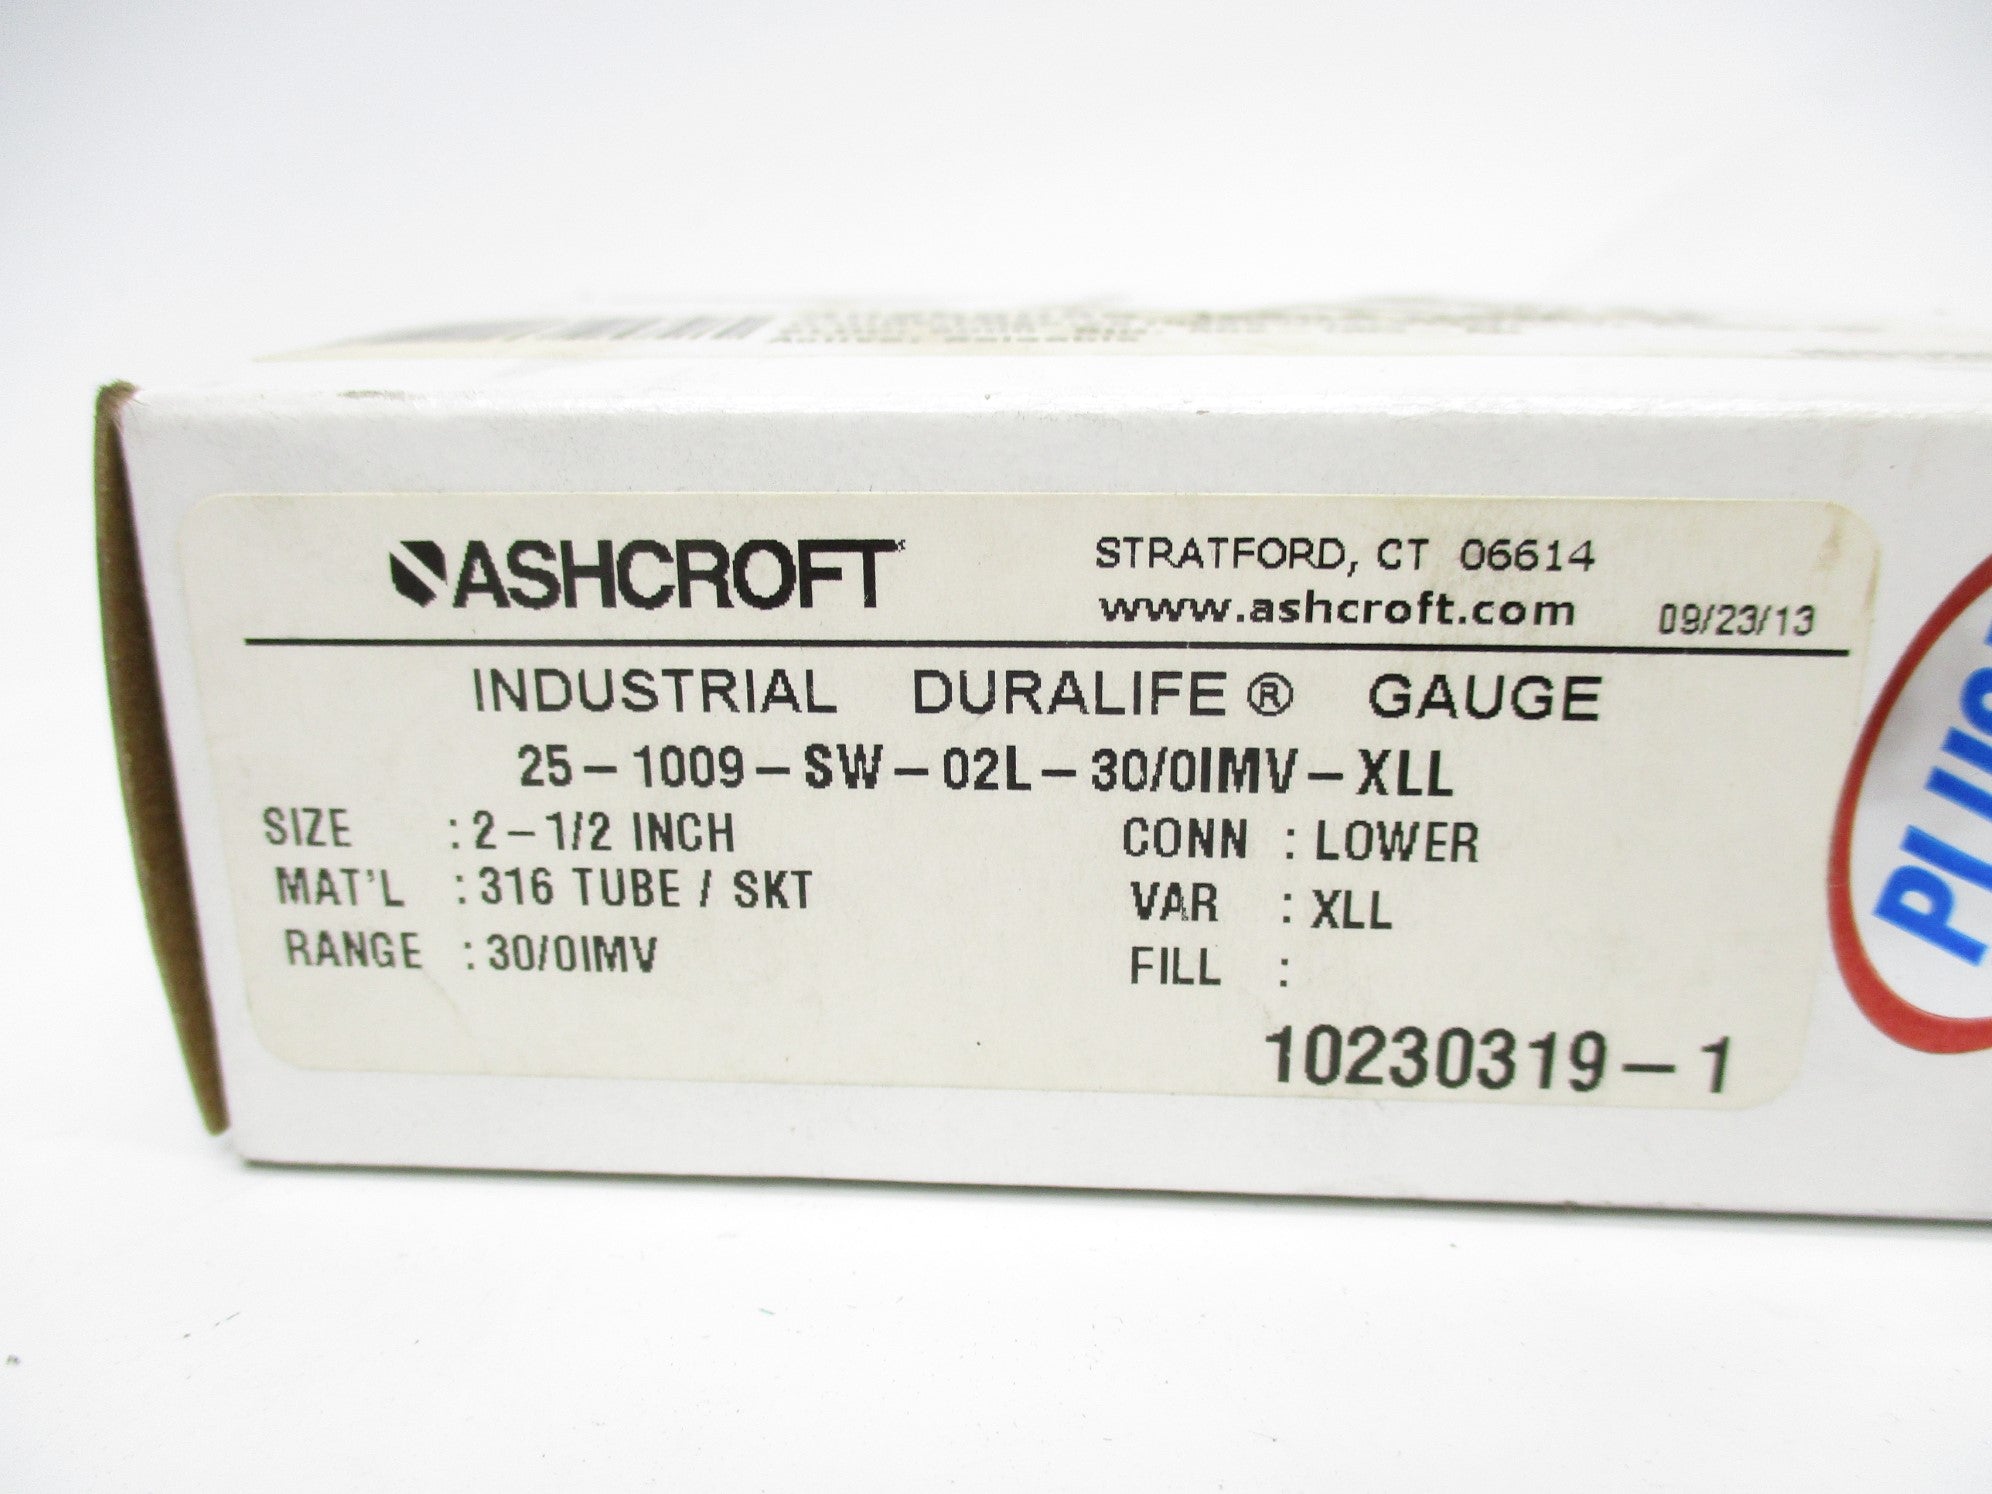 ASHCROFT
STRATFORD, CT 06614
www.ashcroft.com 09/23/13
INDUSTRIAL DURALIFE® GAUGE
25-1009-SW-02L-30/0IMV-XLL
SIZE : 2-1/2 INCH CONN : LOWER
MAT'L : 316 TUBE / SKT VAR : XLL
RANGE : 30/0IMV FILL :
10230319-1